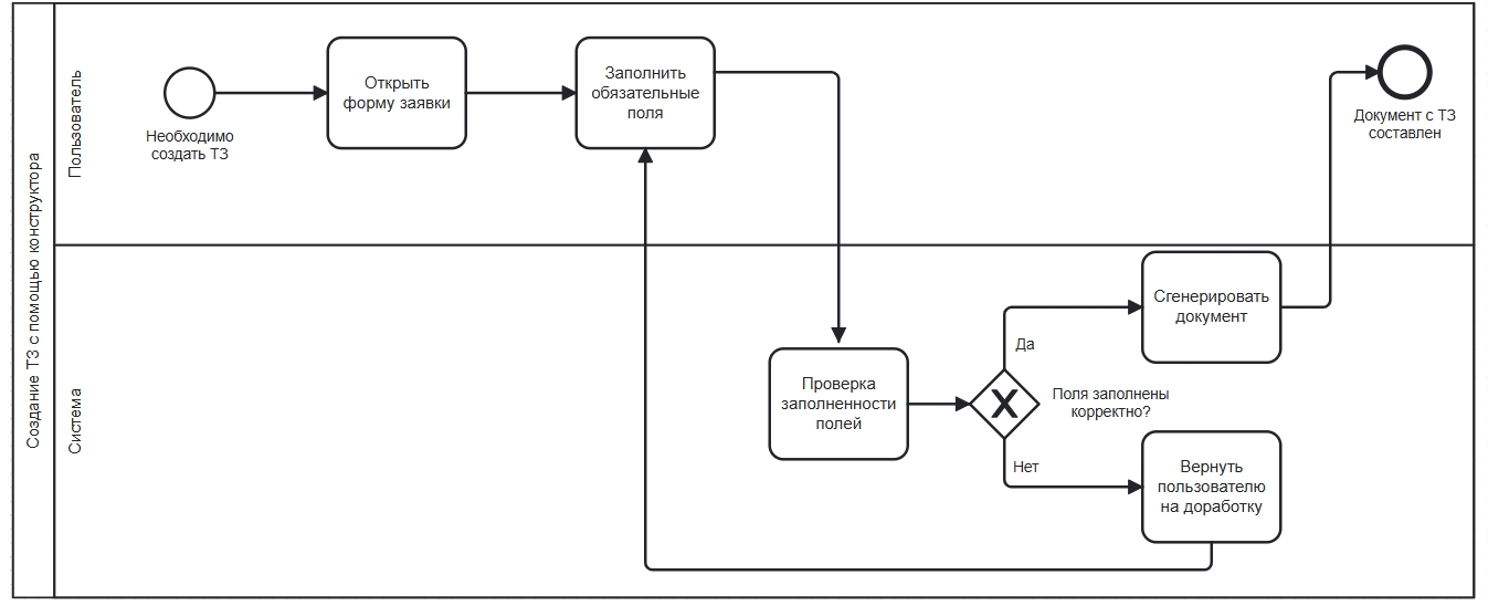 Создание ТЗ с помощью конструктора
Пользователь
Необходимо
создать ТЗ
Открыть
форму заявки
Заполнить
обязательные
поля
Документ с ТЗ
составлен
Система
Проверка
заполненности
полей
X
Поля заполнены
корректно?
Да
Сгенерировать
документ
Нет
Вернуть
пользователю
на доработку